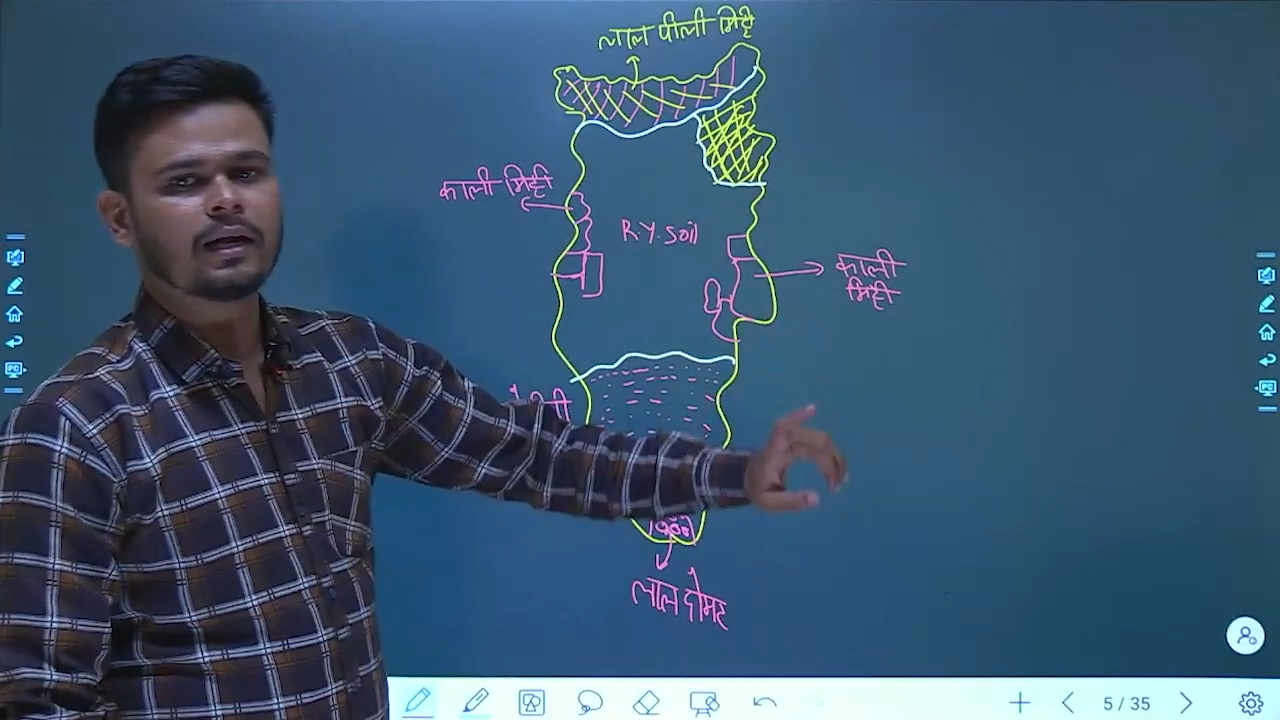 लाल पीली मिट्टी
काली मिट्टी
R.Y. Soil
काली
मिट्टी
लाल दोमट
5 / 35